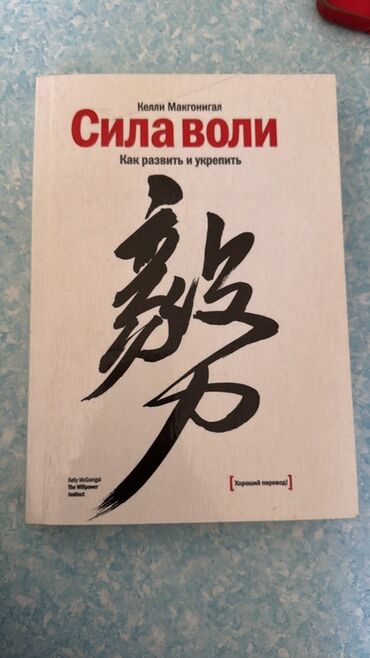 Келли Макгонигал
Сила воли
Как развить и укрепить
毅力
Kelly McGonigal
The Willpower
Instinct
[Хороший перевод!]